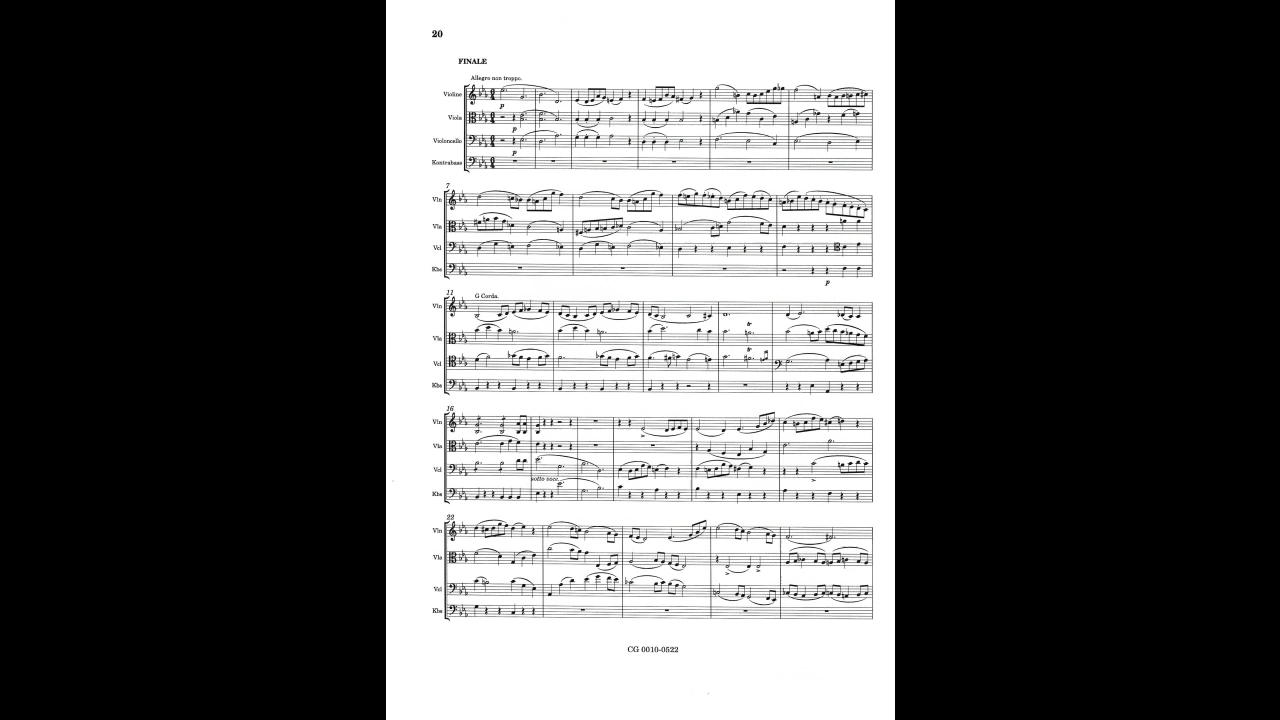 20
FINALE
Allegro non troppo.
Violine
p
Viola
p
Violoncello
p
Kontrabass
7
Vln
Vla
Vcl
Kbs
p
11
G Corda.
Vln
Vla
Vcl
Kbs
16
Vln
Vla
Vcl
sotto voce.
Kbs
22
Vln
Vla
Vcl
Kbs
CG 0010-0522